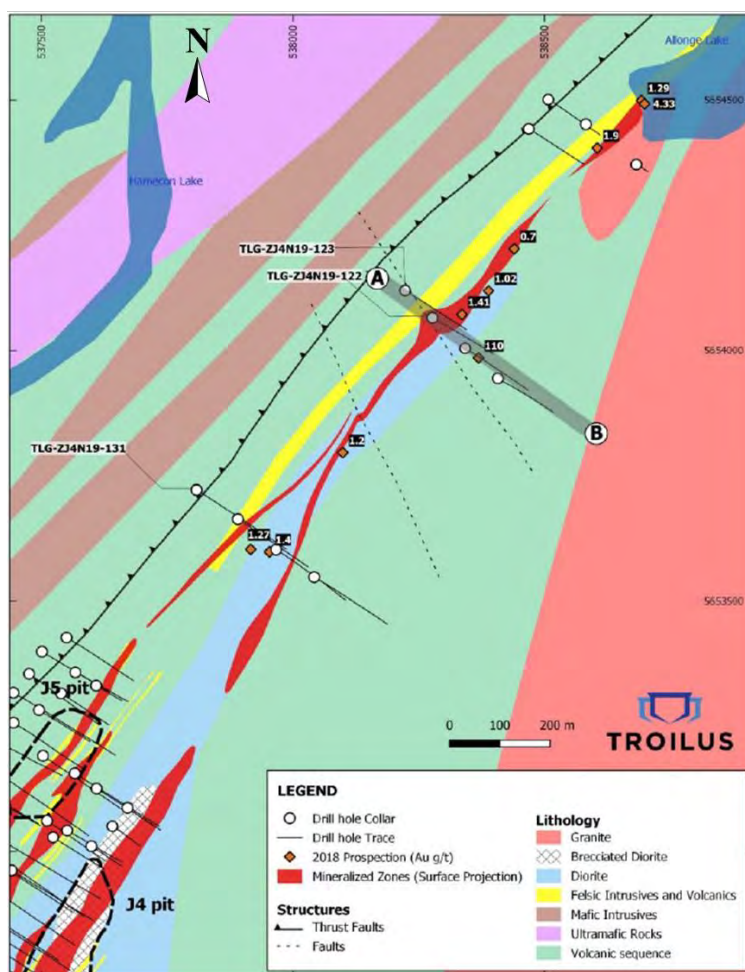 537500
538000
538500
N
Allonge Lake
1.29
4.33
5654500
1.9
Hamecon Lake
0.7
TLG-ZJ4N19-123
TLG-ZJ4N19-122
A
1.02
1.41
110
5654000
B
1.2
TLG-ZJ4N19-131
1.27
1.4
5653500
J5 pit
0 100 200 m
TROILUS
J4 pit
LEGEND
Drill hole Collar
Drill hole Trace
2018 Prospection (Au g/t)
Mineralized Zones (Surface Projection)
Structures
Thrust Faults
Faults
Lithology
Granite
Brecciated Diorite
Diorite
Felsic Intrusives and Volcanics
Mafic Intrusives
Ultramafic Rocks
Volcanic sequence